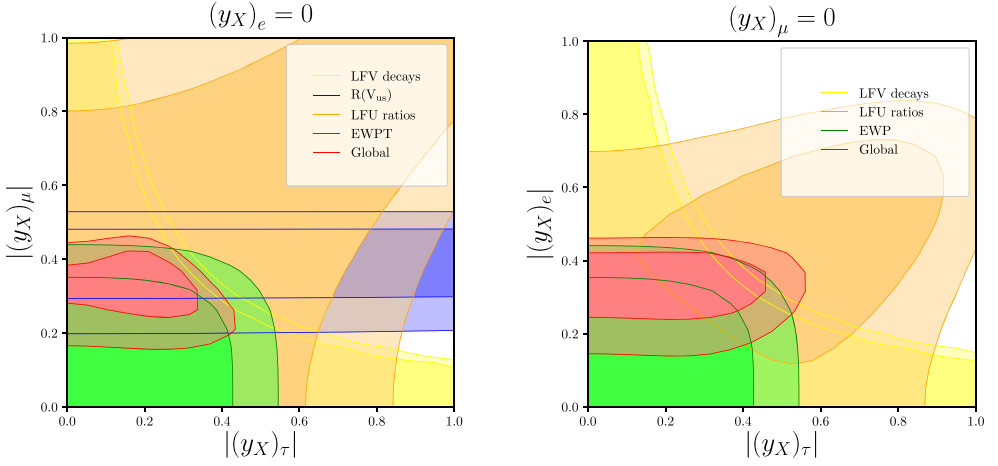 (y_X)_e = 0
1.0
0.8
0.6
0.4
0.2
0.0
|(y_X)_μ|
LFV decays
R(V_us)
LFU ratios
EWPT
Global
0.0 0.2 0.4 0.6 0.8 1.0
|(y_X)_τ|
(y_X)_μ = 0
1.0
0.8
0.6
0.4
0.2
0.0
|(y_X)_e|
LFV decays
LFU ratios
EWP
Global
0.0 0.2 0.4 0.6 0.8 1.0
|(y_X)_τ|